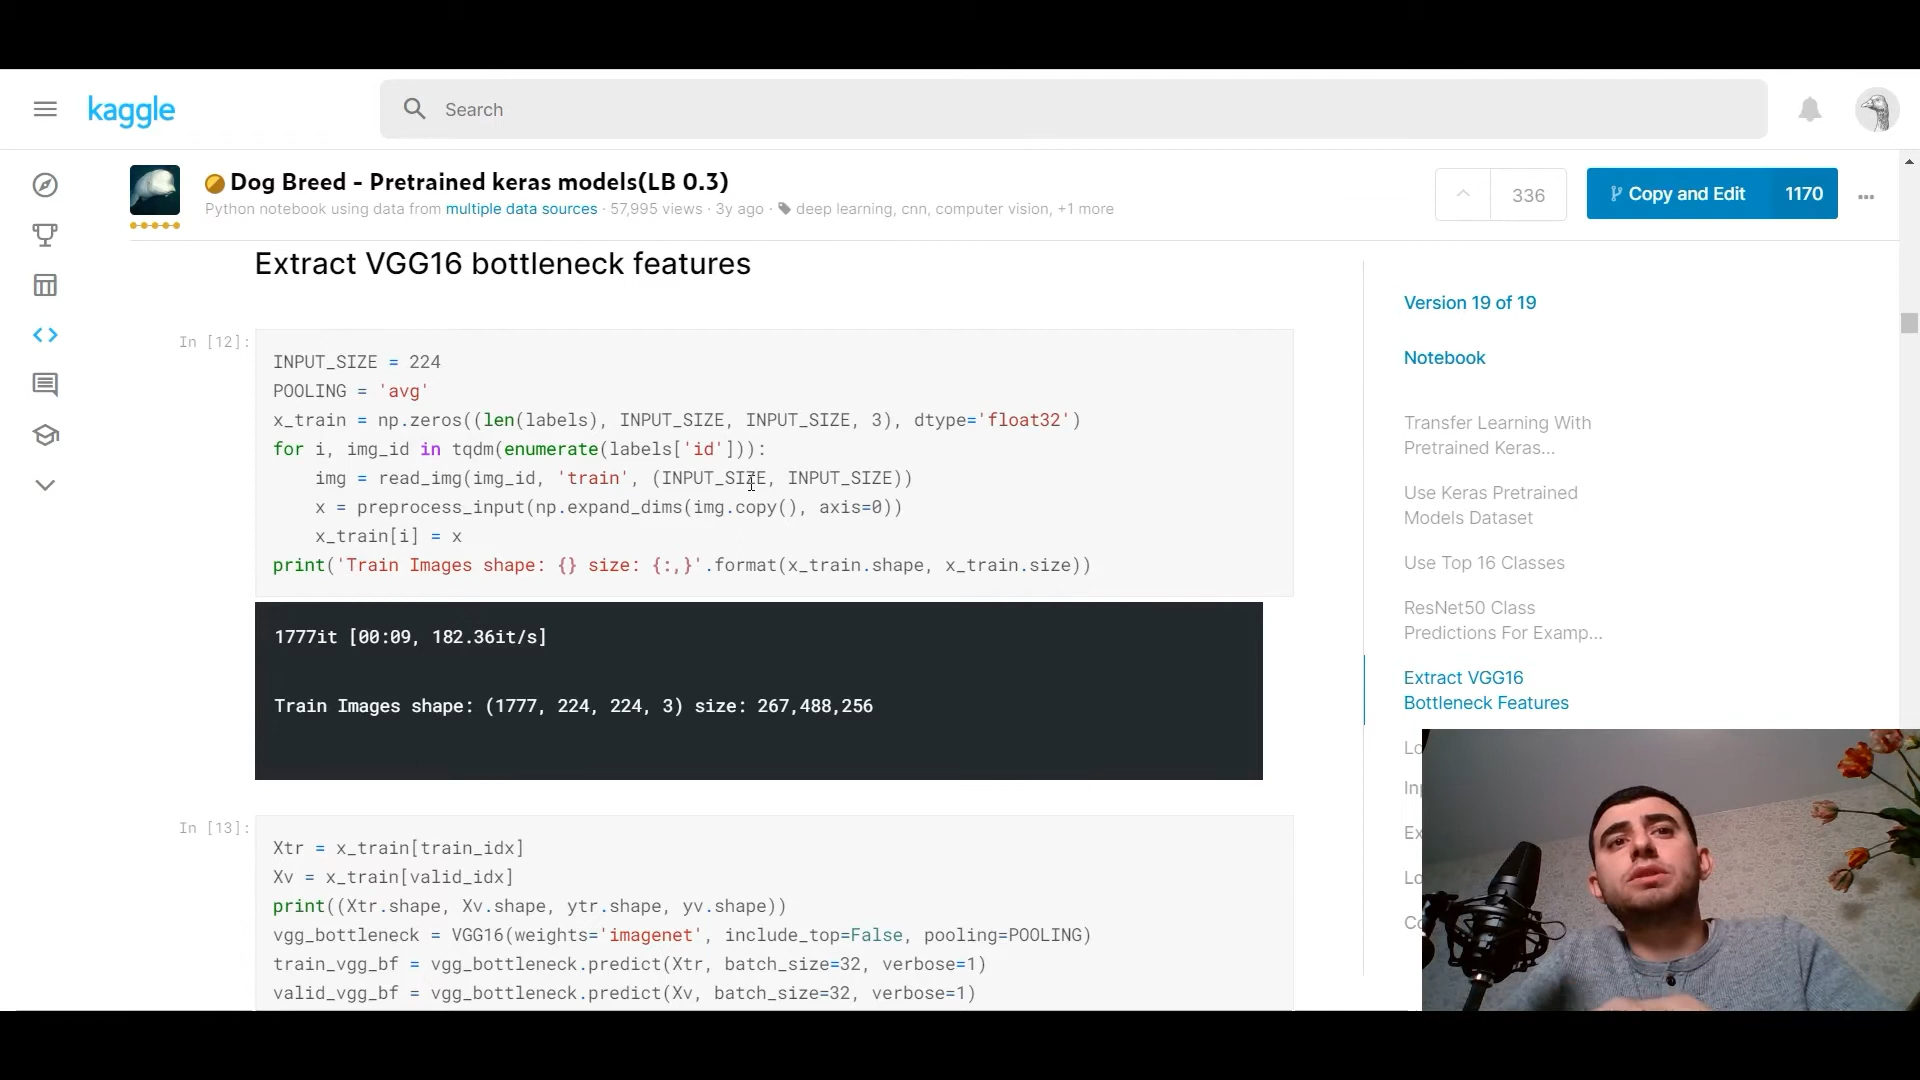 kaggle
Search
Dog Breed - Pretrained keras models(LB 0.3)
Python notebook using data from multiple data sources · 57,995 views · 3y ago · deep learning, cnn, computer vision, +1 more
336
Copy and Edit 1170
Extract VGG16 bottleneck features
In [12]:
INPUT_SIZE = 224
POOLING = 'avg'
x_train = np.zeros((len(labels), INPUT_SIZE, INPUT_SIZE, 3), dtype='float32')
for i, img_id in tqdm(enumerate(labels['id'])):
    img = read_img(img_id, 'train', (INPUT_SIZE, INPUT_SIZE))
    x = preprocess_input(np.expand_dims(img.copy(), axis=0))
    x_train[i] = x
print('Train Images shape: {} size: {:,}'.format(x_train.shape, x_train.size))
1777it [00:09, 182.36it/s]
Train Images shape: (1777, 224, 224, 3) size: 267,488,256
In [13]:
Xtr = x_train[train_idx]
Xv = x_train[valid_idx]
print((Xtr.shape, Xv.shape, ytr.shape, yv.shape))
vgg_bottleneck = VGG16(weights='imagenet', include_top=False, pooling=POOLING)
train_vgg_bf = vgg_bottleneck.predict(Xtr, batch_size=32, verbose=1)
valid_vgg_bf = vgg_bottleneck.predict(Xv, batch_size=32, verbose=1)
Version 19 of 19
Notebook
Transfer Learning With
Pretrained Keras...
Use Keras Pretrained
Models Dataset
Use Top 16 Classes
ResNet50 Class
Predictions For Examp...
Extract VGG16
Bottleneck Features